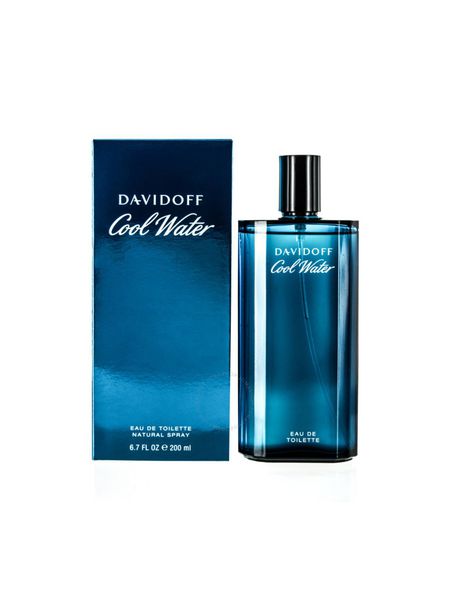 DAVIDOFF
Cool Water
EAU DE TOILETTE
NATURAL SPRAY
6.7 FL OZ ℮ 200 ml
DAVIDOFF
Cool Water
EAU DE
TOILETTE